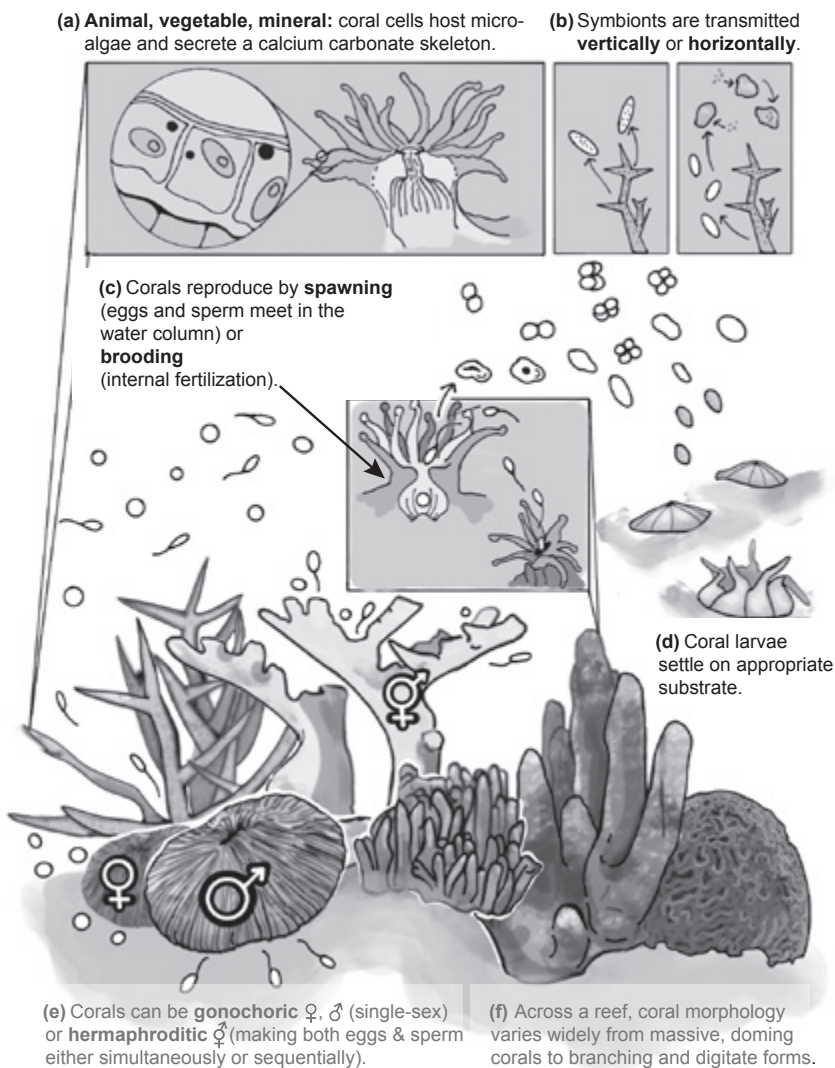 (a) Animal, vegetable, mineral: coral cells host micro-
algae and secrete a calcium carbonate skeleton.
(b) Symbionts are transmitted
vertically or horizontally.
(c) Corals reproduce by spawning
(eggs and sperm meet in the
water column) or
brooding
(internal fertilization).
(d) Coral larvae
settle on appropriate
substrate.
(e) Corals can be gonochoric ♀, ♂ (single-sex)
or hermaphroditic ⚥ (making both eggs & sperm
either simultaneously or sequentially).
(f) Across a reef, coral morphology
varies widely from massive, doming
corals to branching and digitate forms.